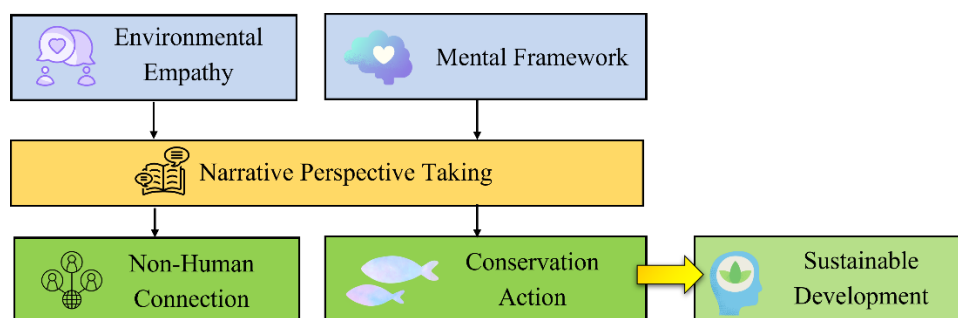 Environmental
Empathy
Mental Framework
Narrative Perspective Taking
Non-Human
Connection
Conservation
Action
Sustainable
Development